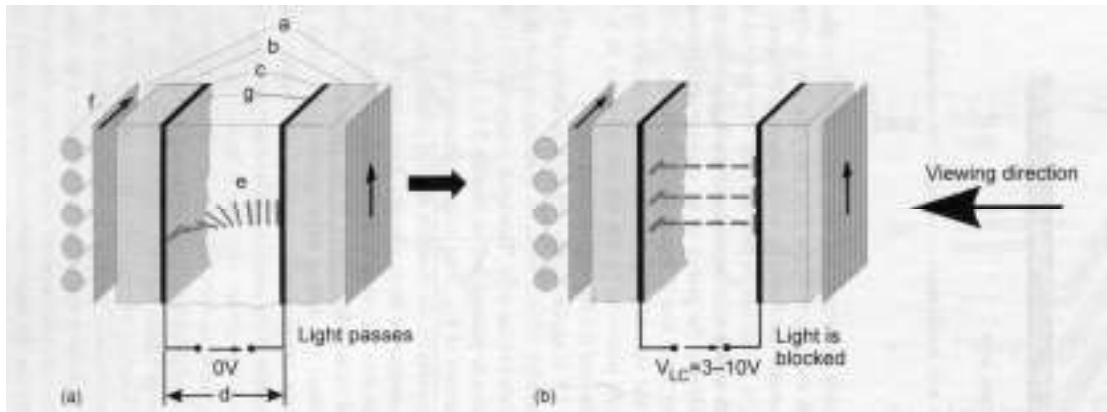 a
b
c
g
f
e
Light passes
0V
d
(a)
Viewing direction
Light is
blocked
V_LC=3–10V
(b)